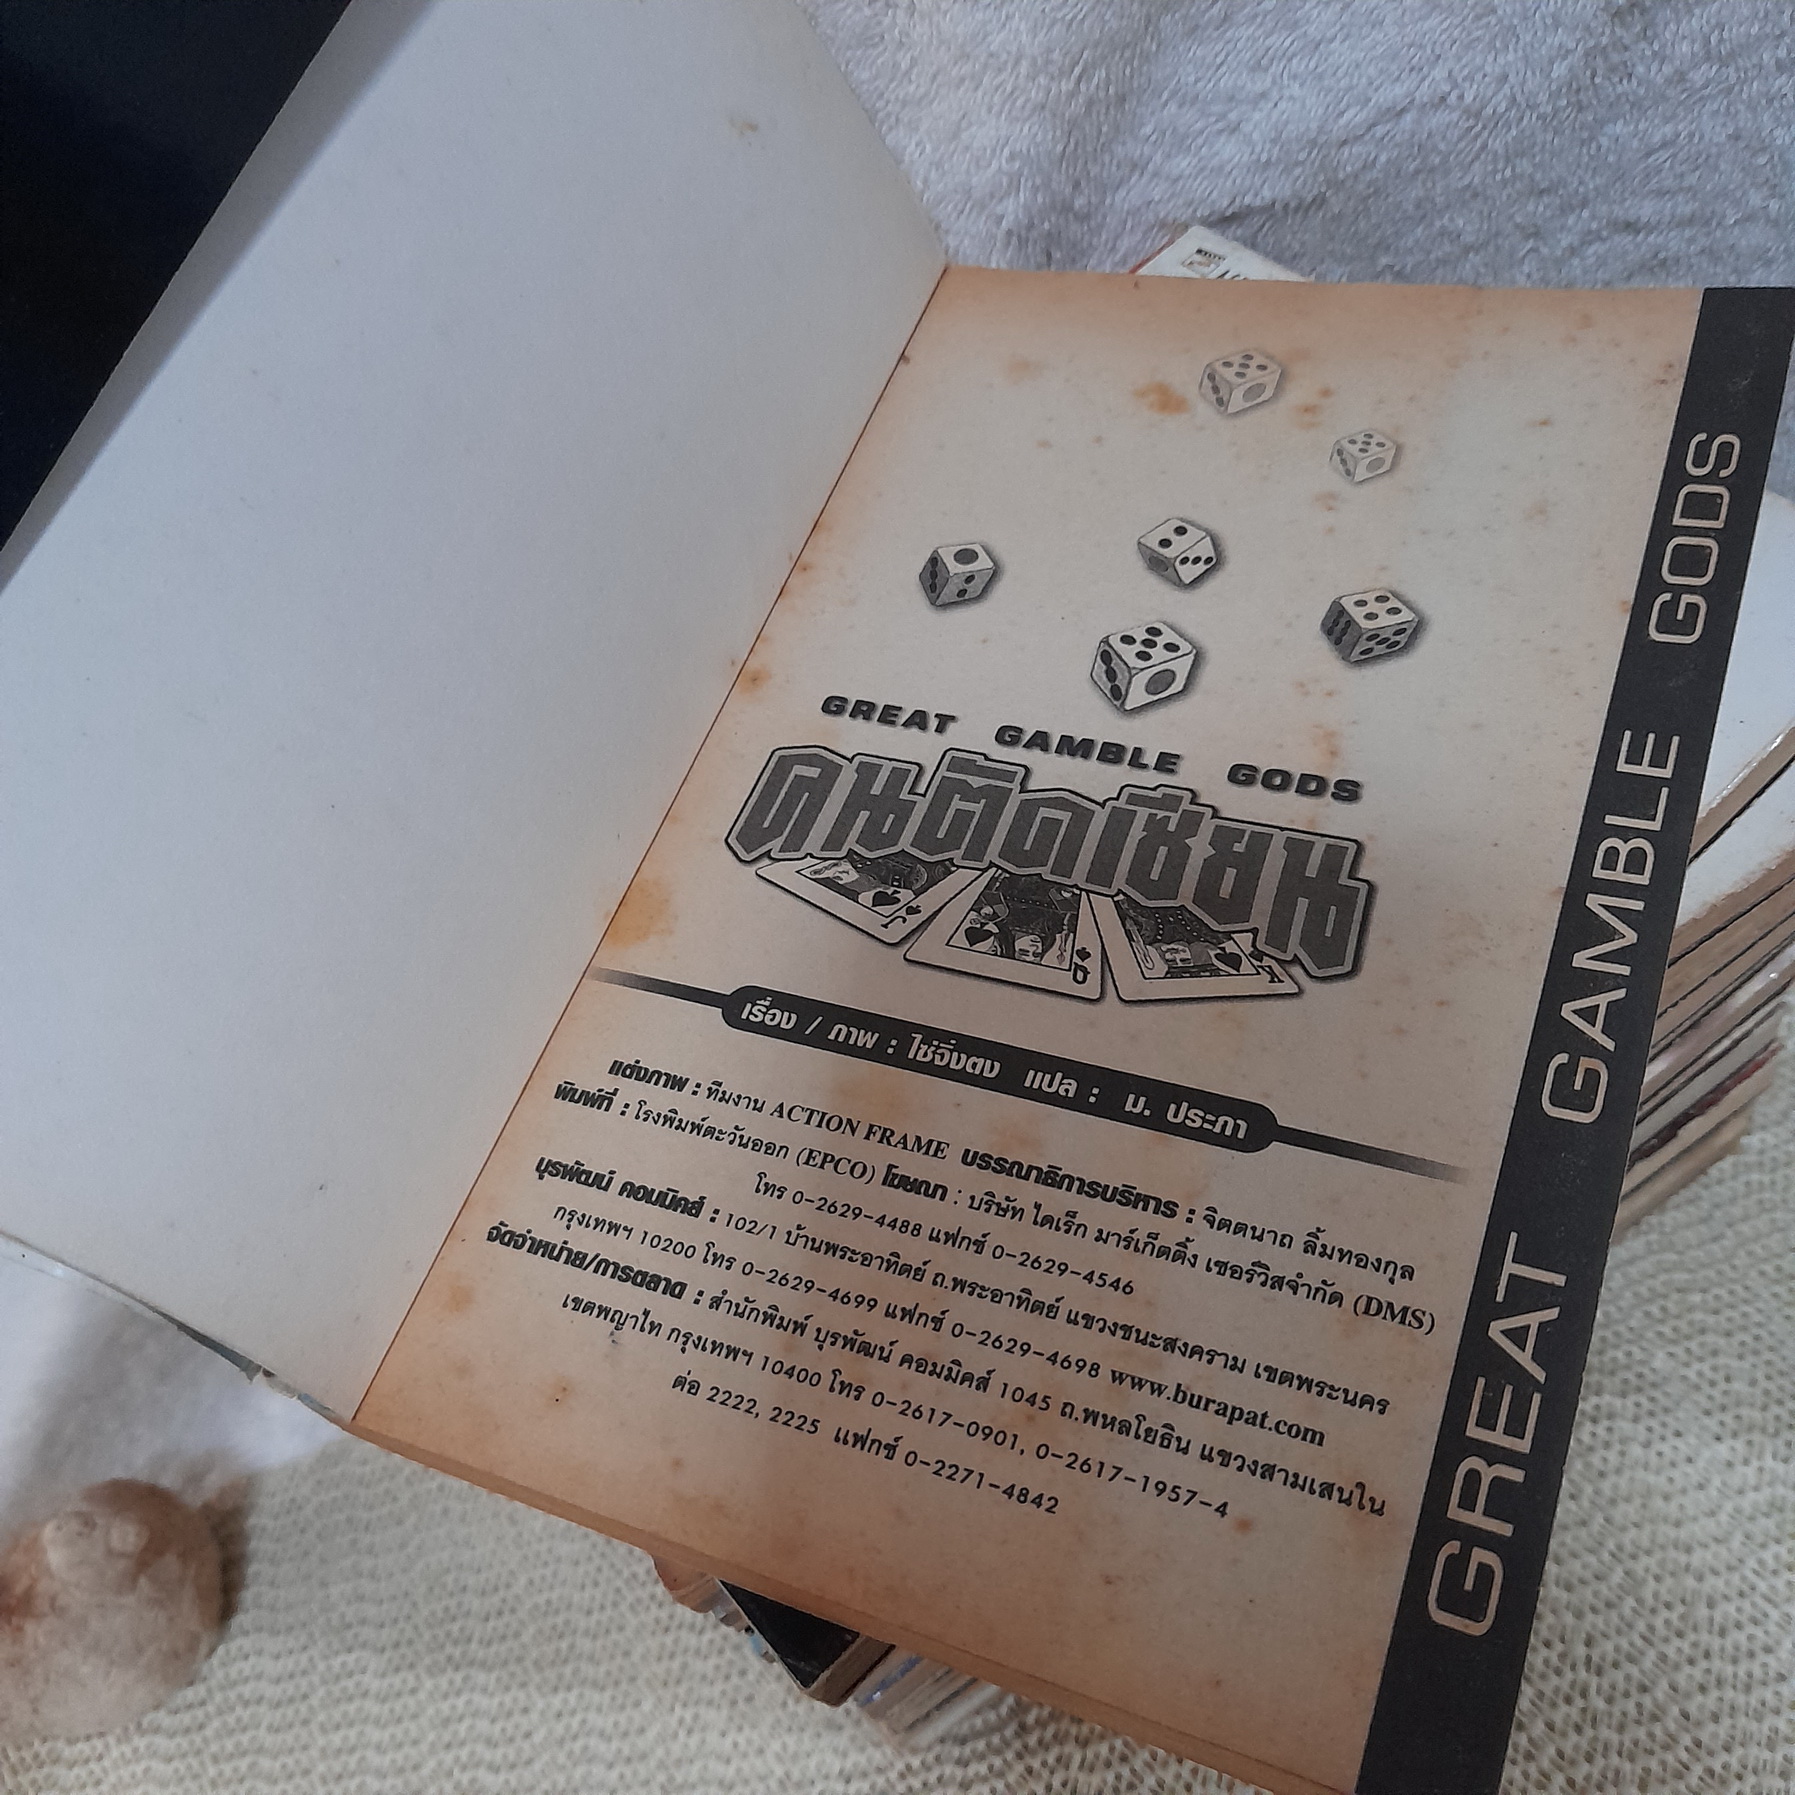 GREAT GAMBLE GODS
คนตัดเซียน
J
Q
K
เรื่อง / ภาพ : ไซ่จิ้งตง แปล : ม. ประภา
แต่งภาพ : ทีมงาน ACTION FRAME บรรณาธิการบริหาร : จิตตนาถ ลิ้มทองกุล
พิมพ์ที่ : โรงพิมพ์ตะวันออก (EPCO) โฆษณา : บริษัท ไดเร็ก มาร์เก็ตติ้ง เซอร์วิสจำกัด (DMS)
โทร 0-2629-4488 แฟกซ์ 0-2629-4546
บุรพัฒน์ คอมมิคส์ : 102/1 บ้านพระอาทิตย์ ถ.พระอาทิตย์ แขวงชนะสงคราม เขตพระนคร
กรุงเทพฯ 10200 โทร 0-2629-4699 แฟกซ์ 0-2629-4698 www.burapat.com
จัดจำหน่าย/การตลาด : สำนักพิมพ์ บุรพัฒน์ คอมมิคส์ 1045 ถ.พหลโยธิน แขวงสามเสนใน
เขตพญาไท กรุงเทพฯ 10400 โทร 0-2617-0901, 0-2617-1957-4
ต่อ 2222, 2225 แฟกซ์ 0-2271-4842
GREAT GAMBLE GODS